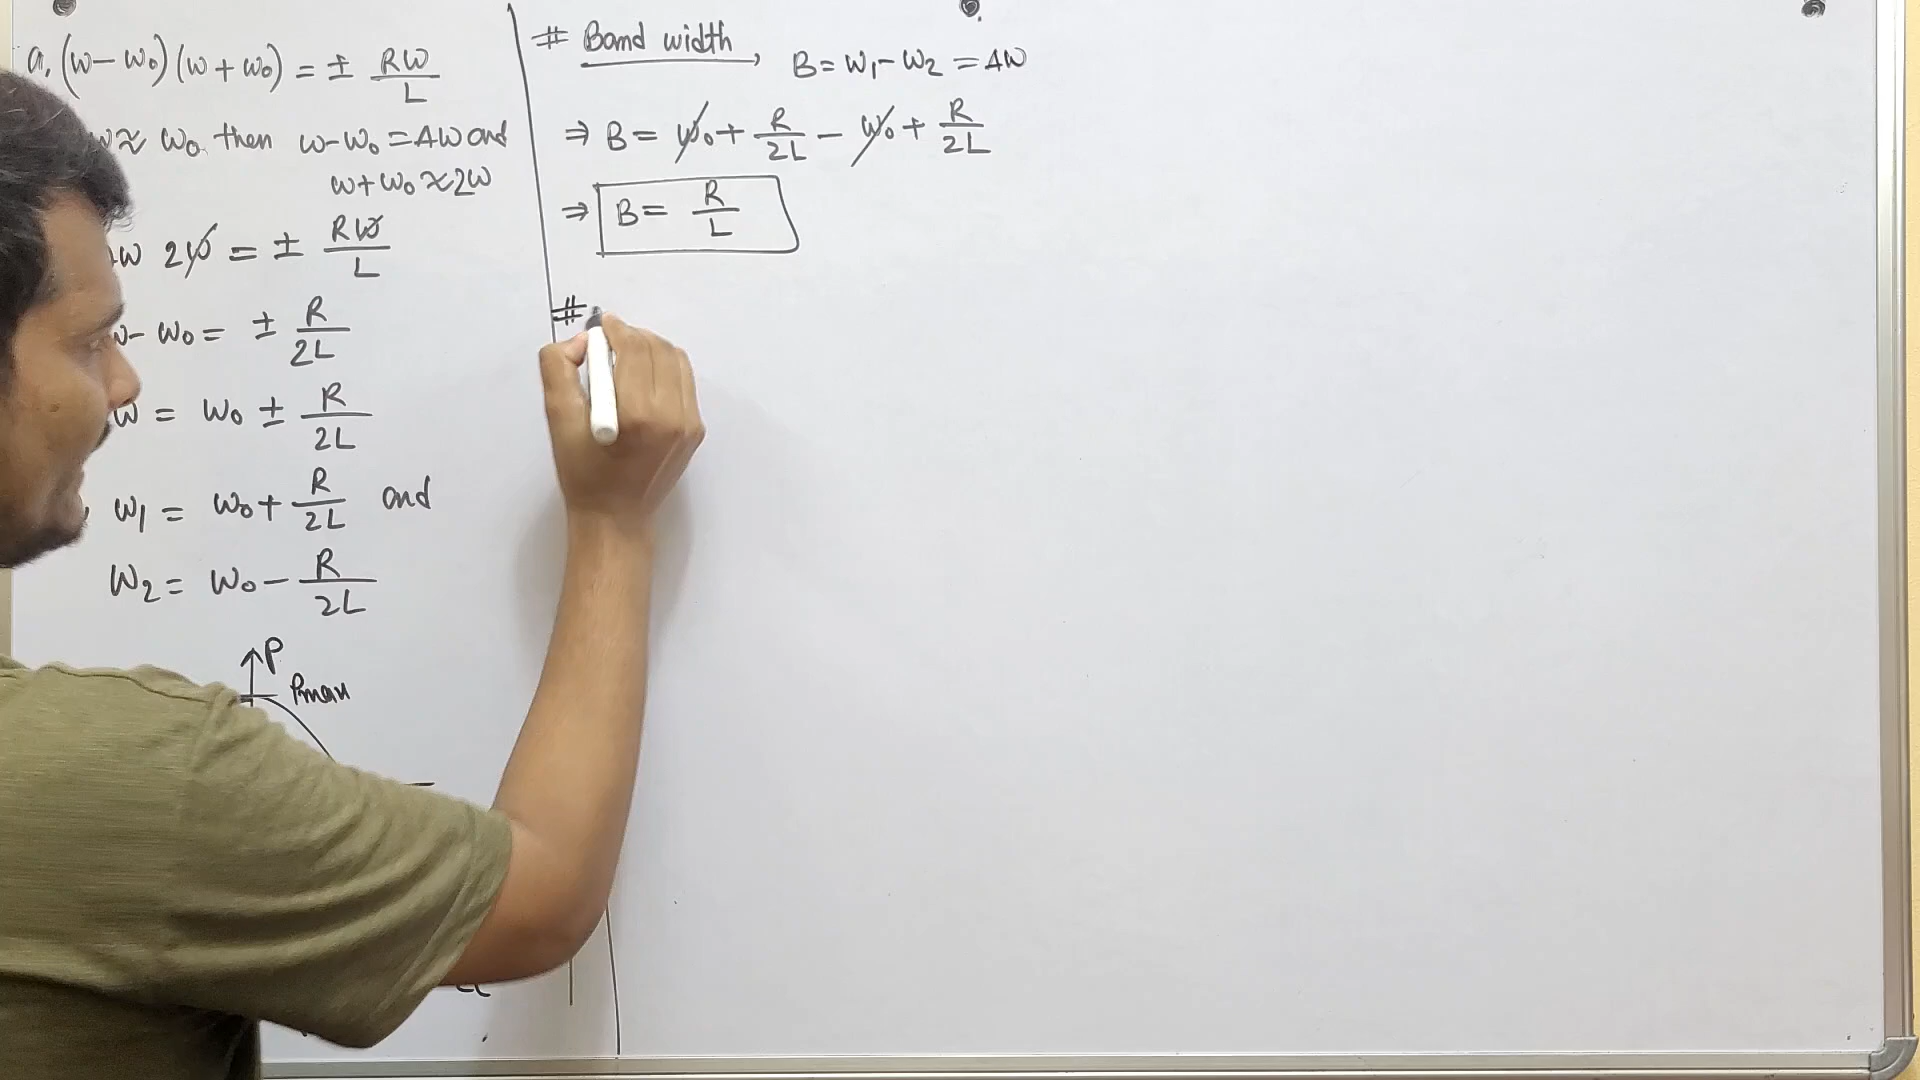 a, (ω - ω₀)(ω + ω₀) = ± Rω/L
ω ≈ ω₀ then ω - ω₀ = Δω and
ω + ω₀ ≈ 2ω
ω 2ω = ± Rω/L
ω - ω₀ = ± R/2L
ω = ω₀ ± R/2L
ω₁ = ω₀ + R/2L and
ω₂ = ω₀ - R/2L
P
Pmax
# Band width, B = ω₁ - ω₂ = Δω
⇒ B = ω₀ + R/2L - ω₀ + R/2L
⇒ B = R/L
#